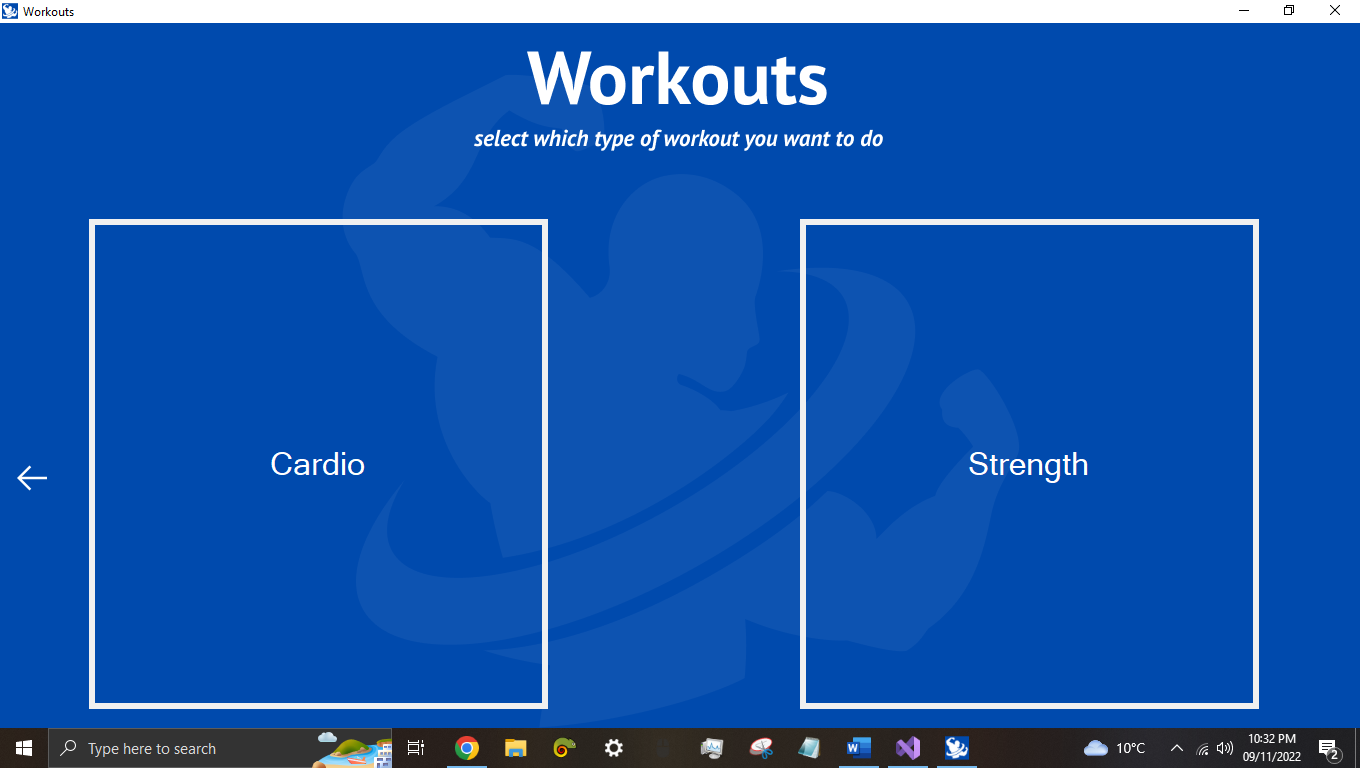 Workouts
Workouts
select which type of workout you want to do
Cardio
Strength
Type here to search
10°C
10:32 PM
09/11/2022
2